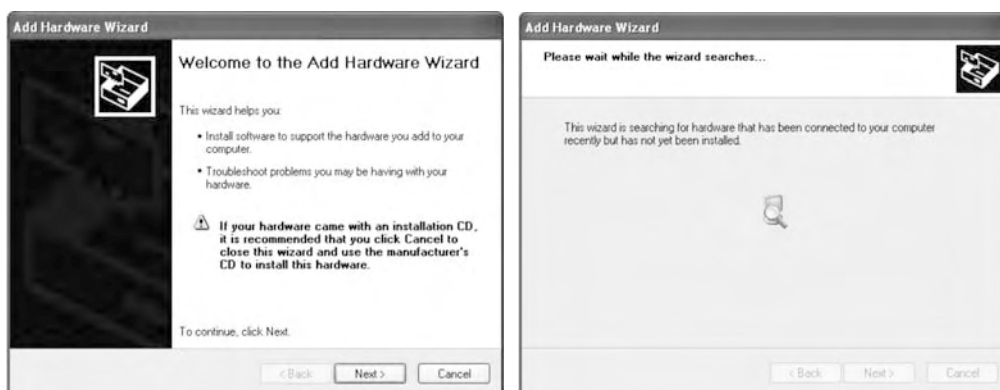 Add Hardware Wizard
Welcome to the Add Hardware Wizard
This wizard helps you:
• Install software to support the hardware you add to your
computer.
• Troubleshoot problems you may be having with your
hardware.
If your hardware came with an installation CD,
it is recommended that you click Cancel to
close this wizard and use the manufacturer's
CD to install this hardware.
To continue, click Next.
< Back
Next >
Cancel
Add Hardware Wizard
Please wait while the wizard searches...
This wizard is searching for hardware that has been connected to your computer
recently but has not yet been installed.
< Back
Next >
Cancel